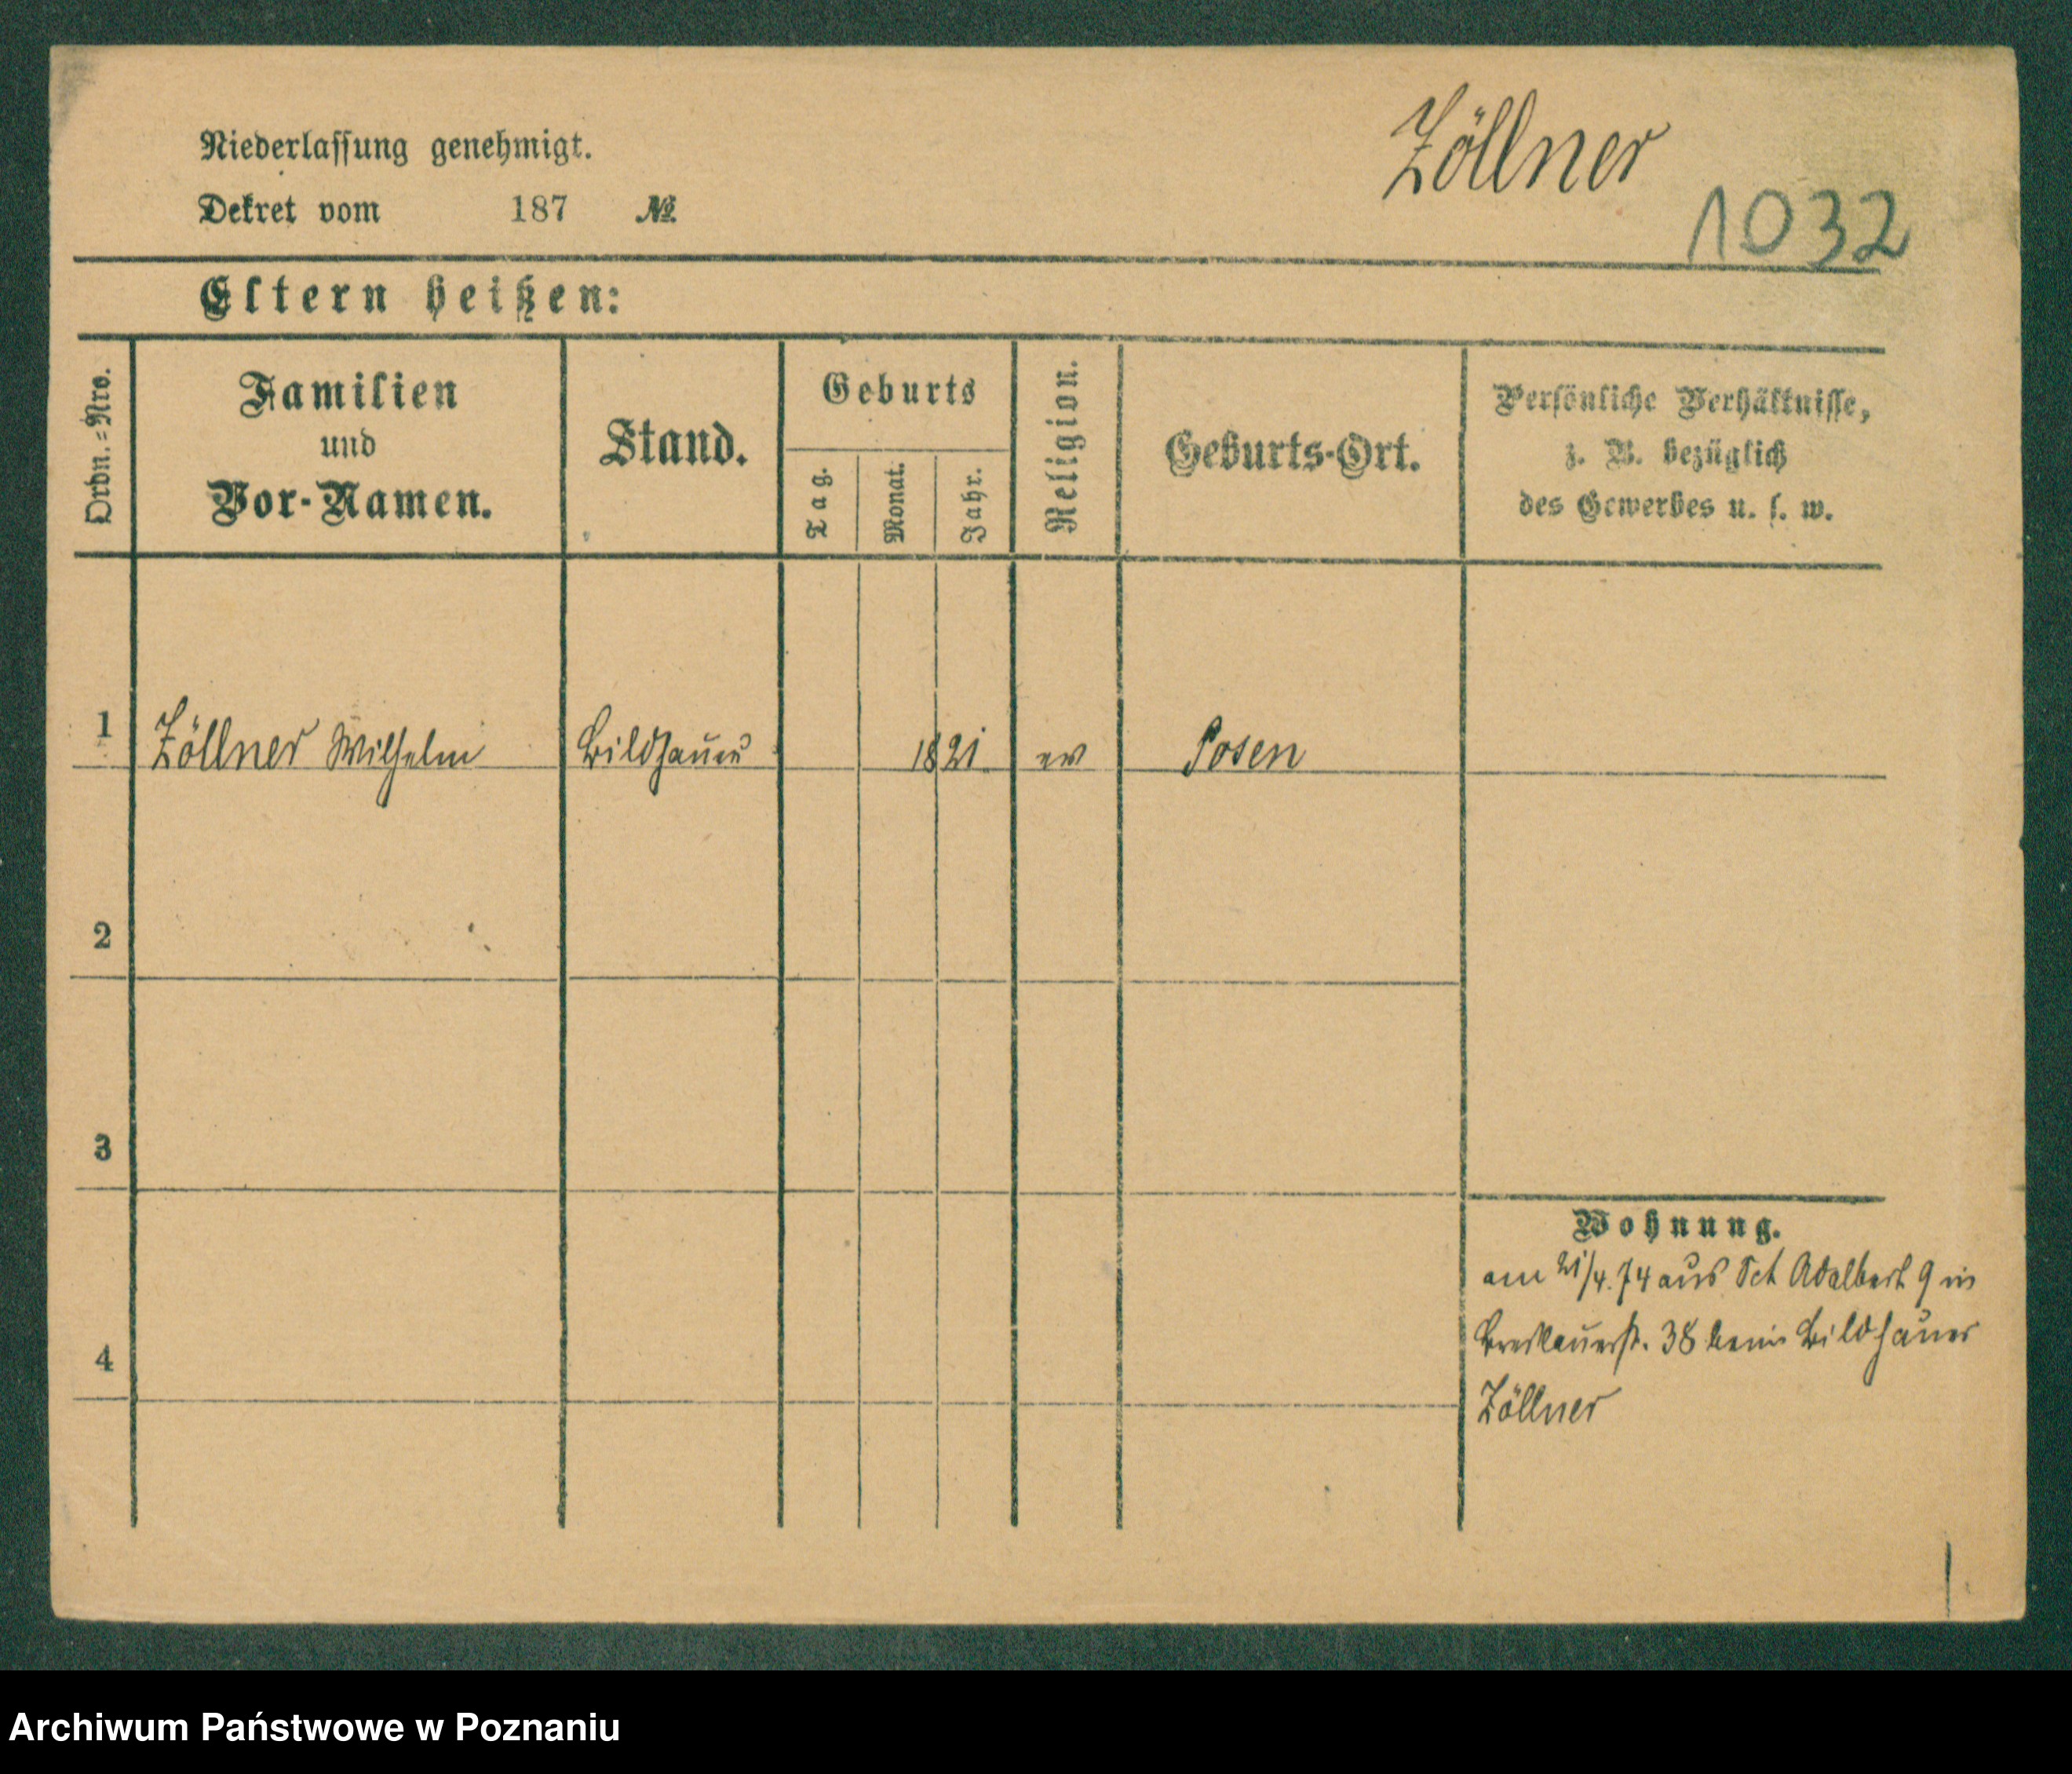 Niederlassung genehmigt.
Dekret vom 187 №
Zöllner
1032
Eltern heißen:
Ordn.=Nro.
Familien
und
Vor-Namen.
Stand.
Geburts
Tag.
Monat.
Jahr.
Religion.
Geburts-Ort.
Persönliche Verhältnisse,
z. B. bezüglich
des Gewerbes u. s. w.
1 Zöllner Wilhelm Bildhauer 1821 ev Posen
2
3
4
Wohnung.
am 21/4.74 aus Sct Adalbert 9 in
Breslauerst. 38 beim Bildhauer
Zöllner
Archiwum Państwowe w Poznaniu